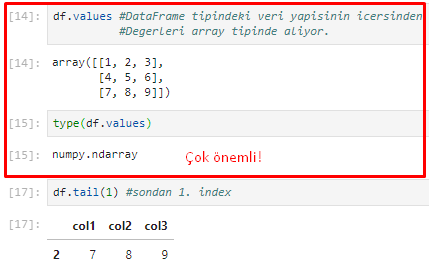 [14]: df.values #DataFrame tipindeki veri yapisinin icersinden
#Degerleri array tipinde aliyor.
[14]: array([[1, 2, 3],
[4, 5, 6],
[7, 8, 9]])
[15]: type(df.values)
[15]: numpy.ndarray
Çok önemli!
[17]: df.tail(1) #sondan 1. index
[17]:
col1 col2 col3
2 7 8 9